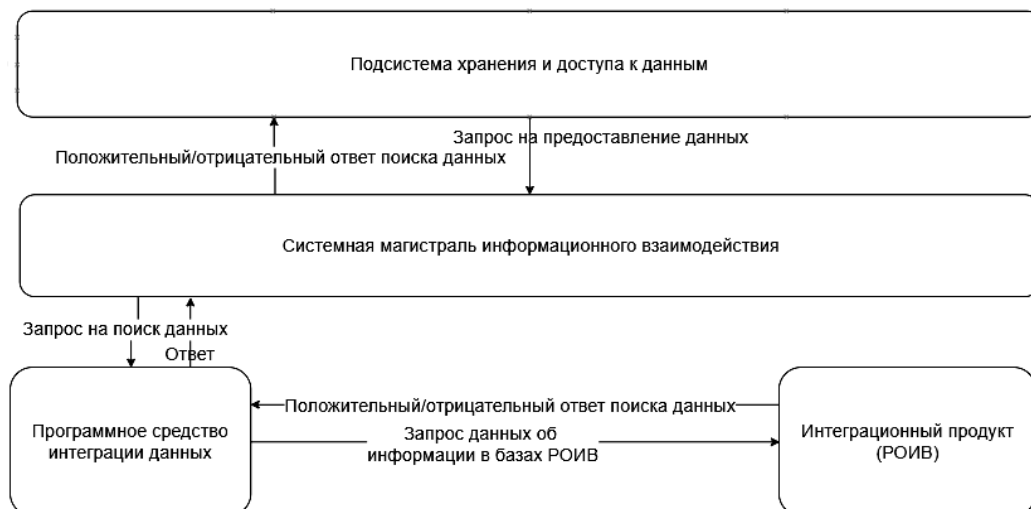 Подсистема хранения и доступа к данным
Запрос на предоставление данных
Положительный/отрицательный ответ поиска данных
Системная магистраль информационного взаимодействия
Запрос на поиск данных
Ответ
Положительный/отрицательный ответ поиска данных
Программное средство
интеграции данных
Запрос данных об
информации в базах РОИВ
Интеграционный продукт
(РОИВ)